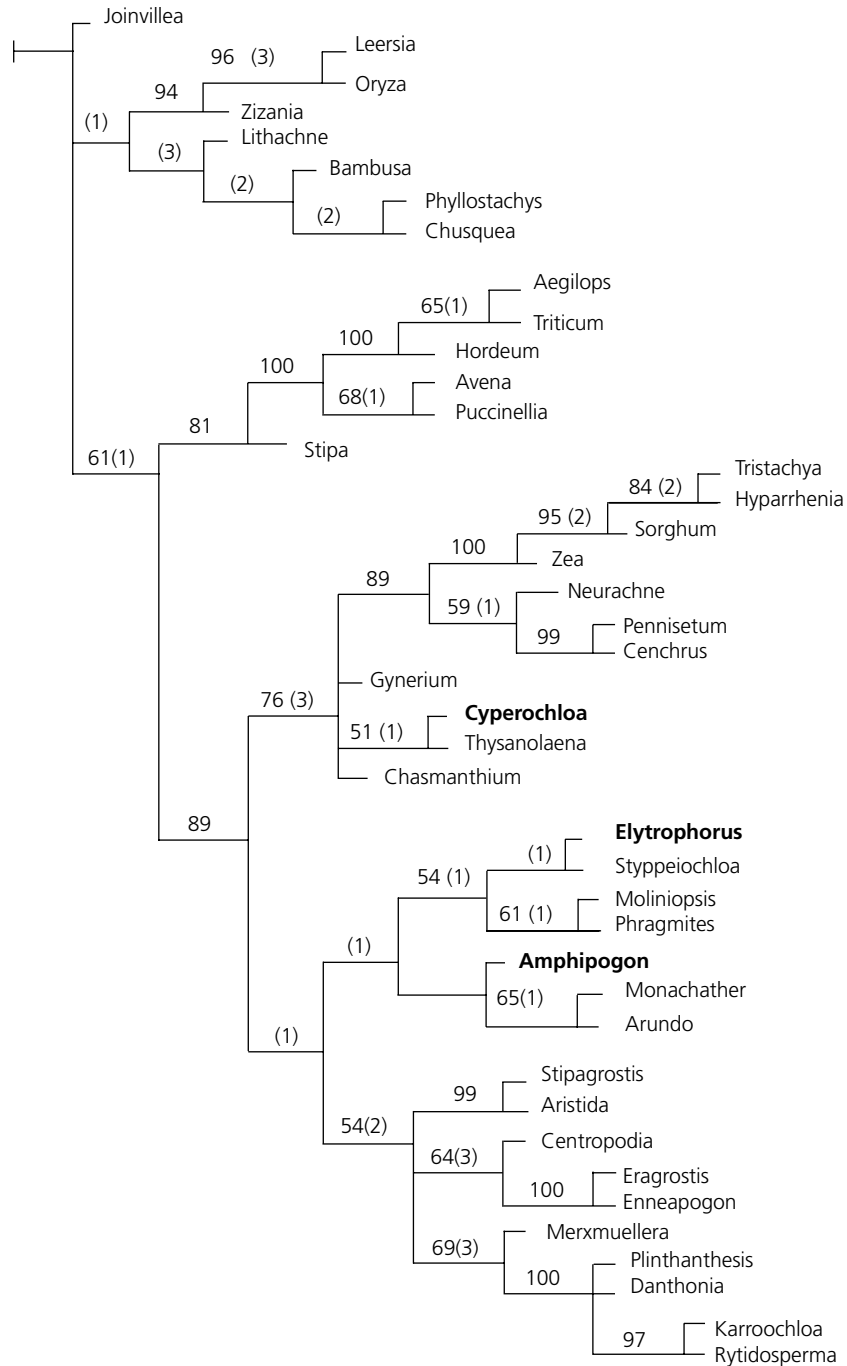 Joinvillea
96 (3)
Leersia
Oryza
94
Zizania
(1)
Lithachne
(3)
Bambusa
(2)
Phyllostachys
(2)
Chusquea
Aegilops
65(1)
Triticum
100
Hordeum
100
Avena
68(1)
Puccinellia
81
Stipa
61(1)
Tristachya
84 (2)
Hyparrhenia
95 (2)
Sorghum
100
Zea
89
Neurachne
59 (1)
Pennisetum
99
Cenchrus
Gynerium
76 (3)
Cyperochloa
51 (1)
Thysanolaena
Chasmanthium
89
Elytrophorus
(1)
Styppeiochloa
54 (1)
Moliniopsis
61 (1)
Phragmites
(1)
Amphipogon
65(1)
Monachather
Arundo
(1)
Stipagrostis
99
Aristida
54(2)
Centropodia
64(3)
Eragrostis
100
Enneapogon
Merxmuellera
69(3)
Plinthanthesis
100
Danthonia
Karroochloa
97
Rytidosperma